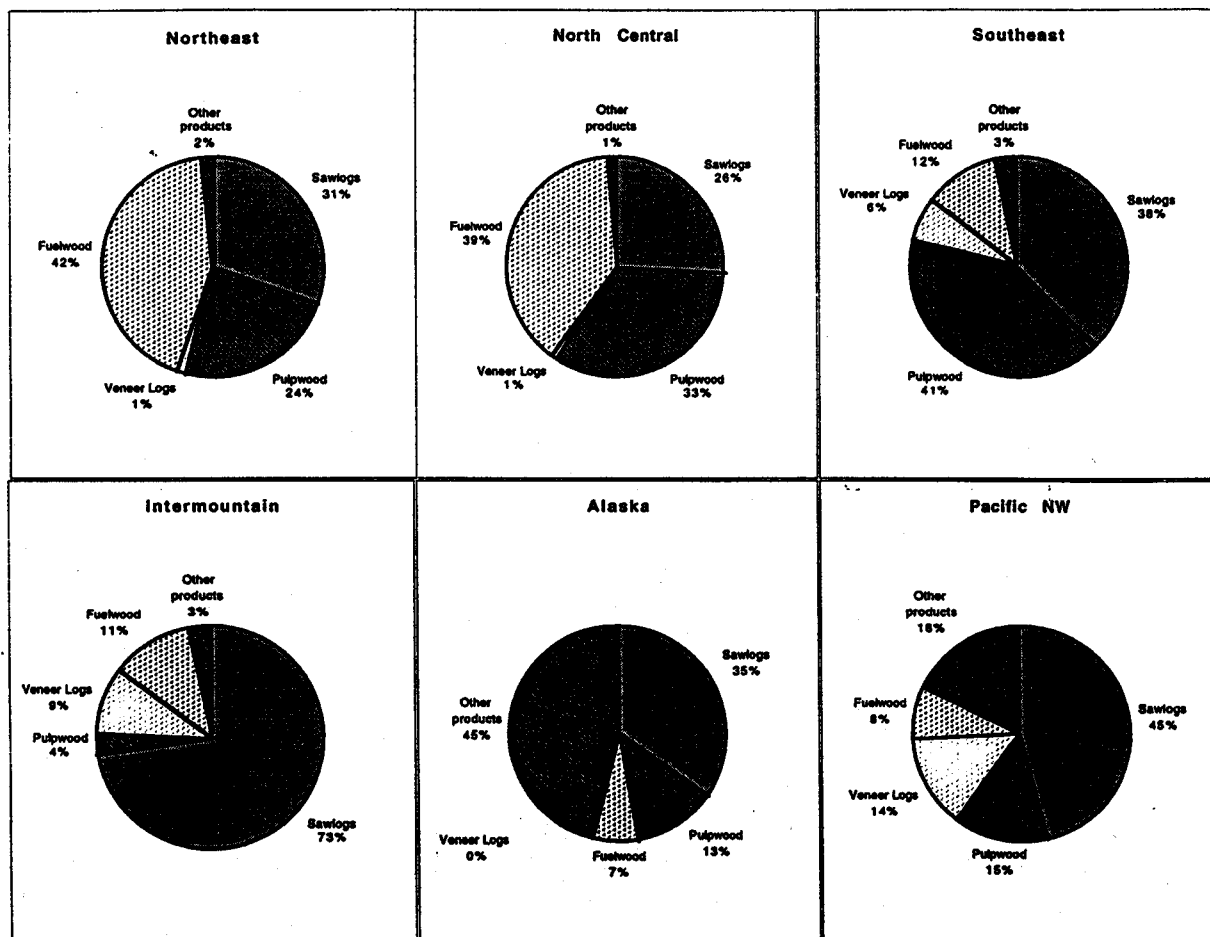 Northeast
Other
products
2%
Sawlogs
31%
Fuelwood
42%
Veneer Logs
1%
Pulpwood
24%
North Central
Other
products
1%
Sawlogs
26%
Fuelwood
39%
Veneer Logs
1%
Pulpwood
33%
Southeast
Other
products
3%
Fuelwood
12%
Veneer Logs
6%
Sawlogs
38%
Pulpwood
41%
Intermountain
Other
products
3%
Fuelwood
11%
Veneer Logs
9%
Pulpwood
4%
Sawlogs
73%
Alaska
Sawlogs
35%
Other
products
45%
Veneer Logs
0%
Fuelwood
7%
Pulpwood
13%
Pacific NW
Other
products
18%
Fuelwood
8%
Sawlogs
45%
Veneer Logs
14%
Pulpwood
15%